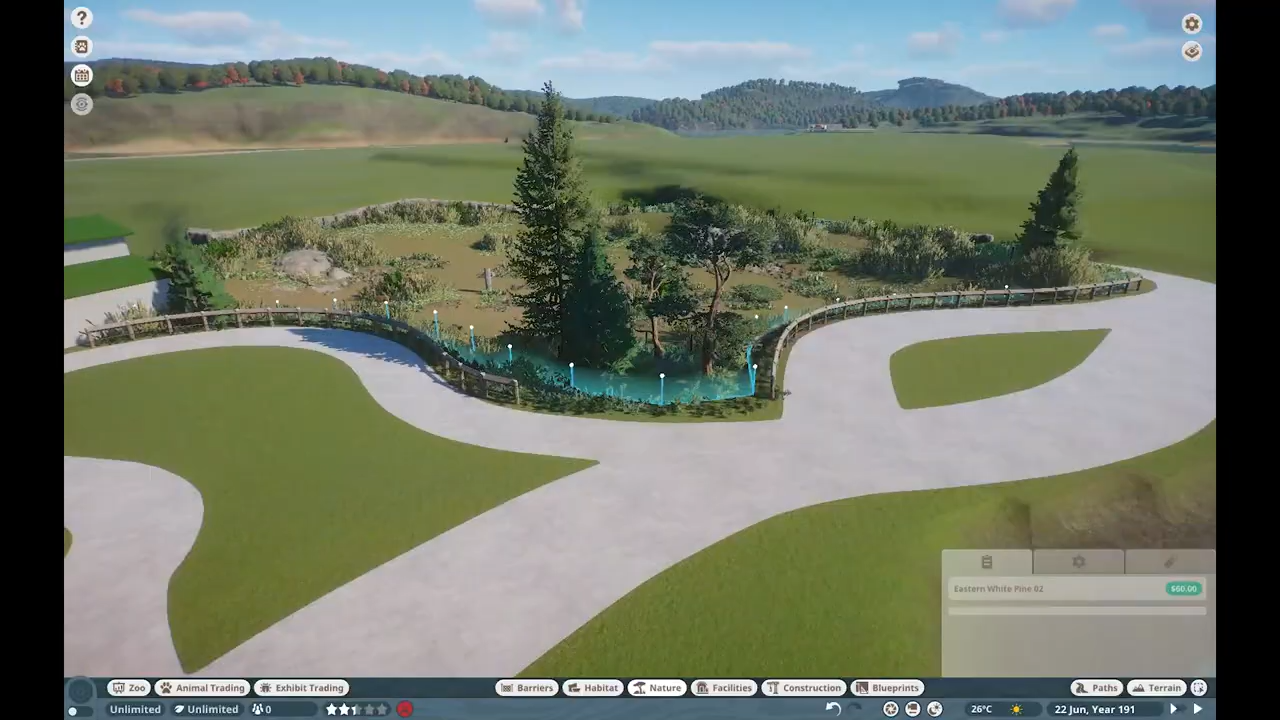 ?
Eastern White Pine 02 $60.00
Zoo Animal Trading Exhibit Trading Barriers Habitat Nature Facilities Construction Blueprints Paths Terrain
Unlimited Unlimited 0 26°C 22 Jun, Year 191